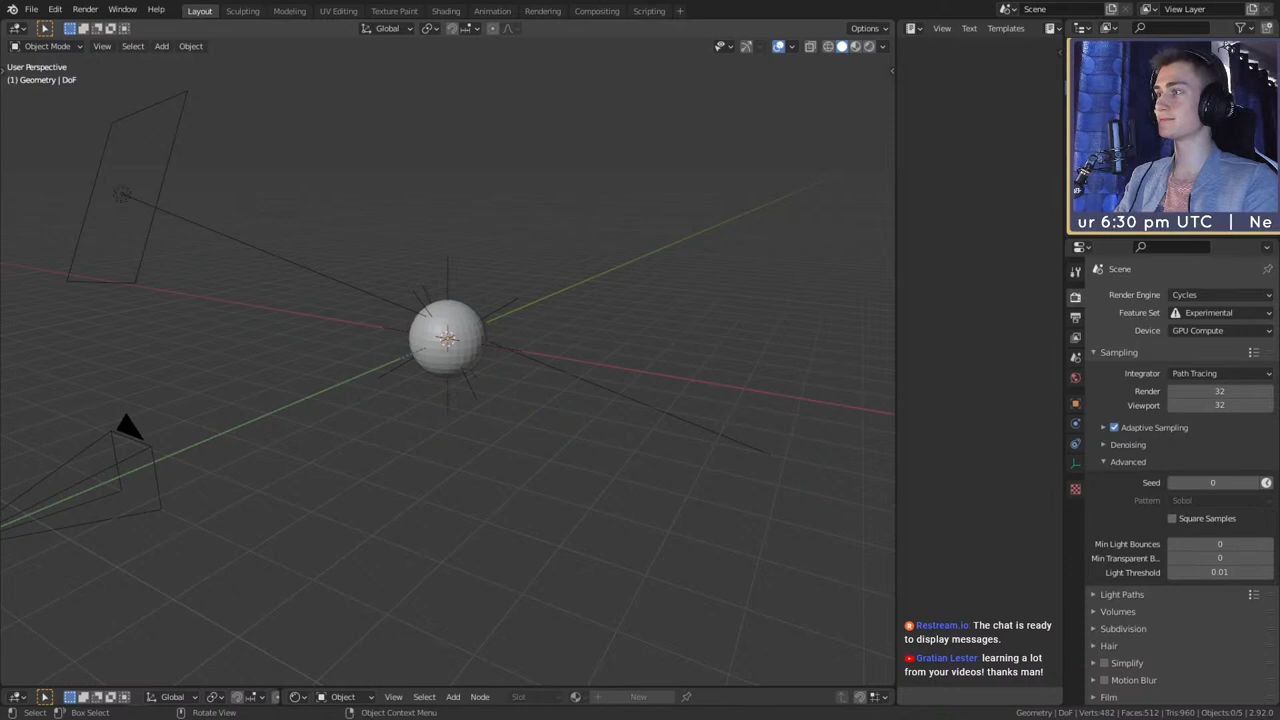 File Edit Render Window Help Layout Sculpting Modeling UV Editing Texture Paint Shading Animation Rendering Compositing Scripting + Scene View Layer
Global Options View Text Templates
Object Mode View Select Add Object
User Perspective
(1) Geometry | DoF
ur 6:30 pm UTC | Ne
Scene
Render Engine Cycles
Feature Set Experimental
Device GPU Compute
Sampling
Integrator Path Tracing
Render 32
Viewport 32
Adaptive Sampling
Denoising
Advanced
Seed 0
Pattern Sobol
Square Samples
Min Light Bounces 0
Min Transparent B... 0
Light Threshold 0.01
Light Paths
Volumes
Subdivision
Hair
Simplify
Motion Blur
Film
Restream.io The chat is ready
to display messages.
Gratian Lester learning a lot
from your videos! thanks man!
Global Object View Select Add Node Slot New
Select Box Select Rotate View Object Context Menu Geometry | DoF | Verts:482 | Faces:512 | Tris:960 | Objects:0/5 | 2.92.0